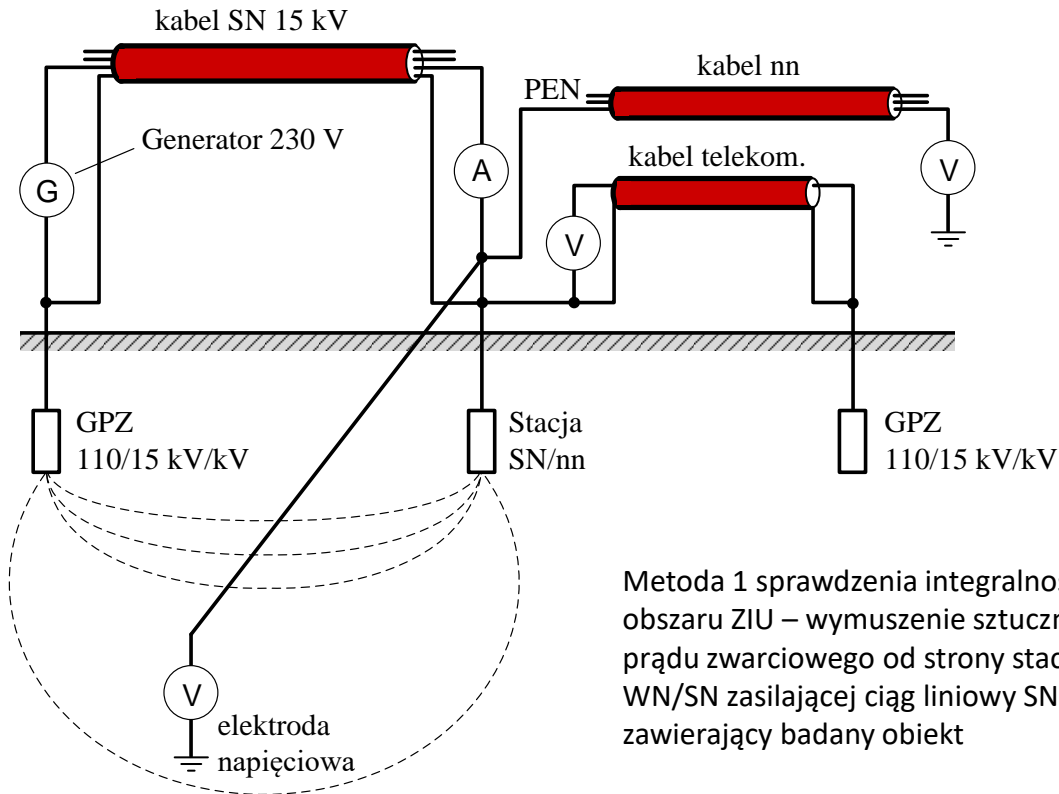 kabel SN 15 kV
kabel nn
PEN
Generator 230 V
kabel telekom.
G
A
V
V
GPZ
110/15 kV/kV
Stacja
SN/nn
GPZ
110/15 kV/kV
Metoda 1 sprawdzenia integralnoś
obszaru ZIU – wymuszenie sztuczn
prądu zwarciowego od strony stac
WN/SN zasilającej ciąg liniowy SN
zawierający badany obiekt
V
elektroda
napięciowa